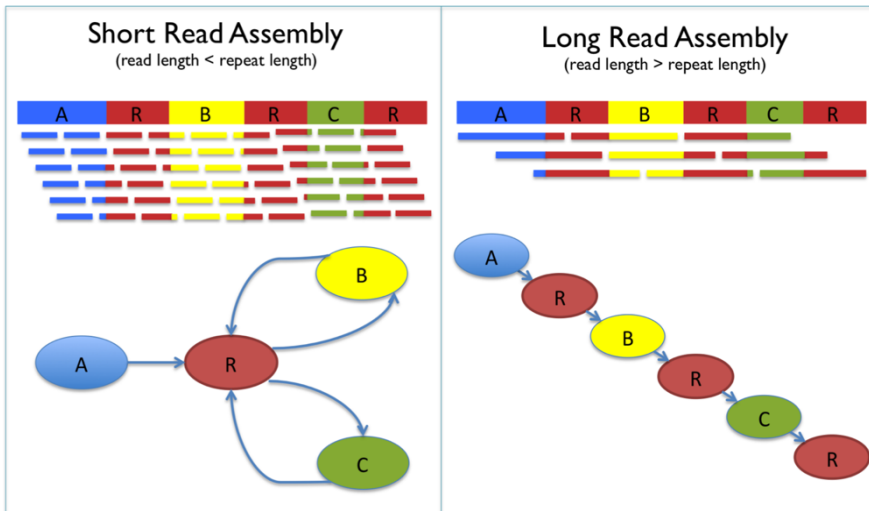 Short Read Assembly
(read length < repeat length)
A R B R C R
B
A
R
C
Long Read Assembly
(read length > repeat length)
A R B R C R
A
R
B
R
C
R